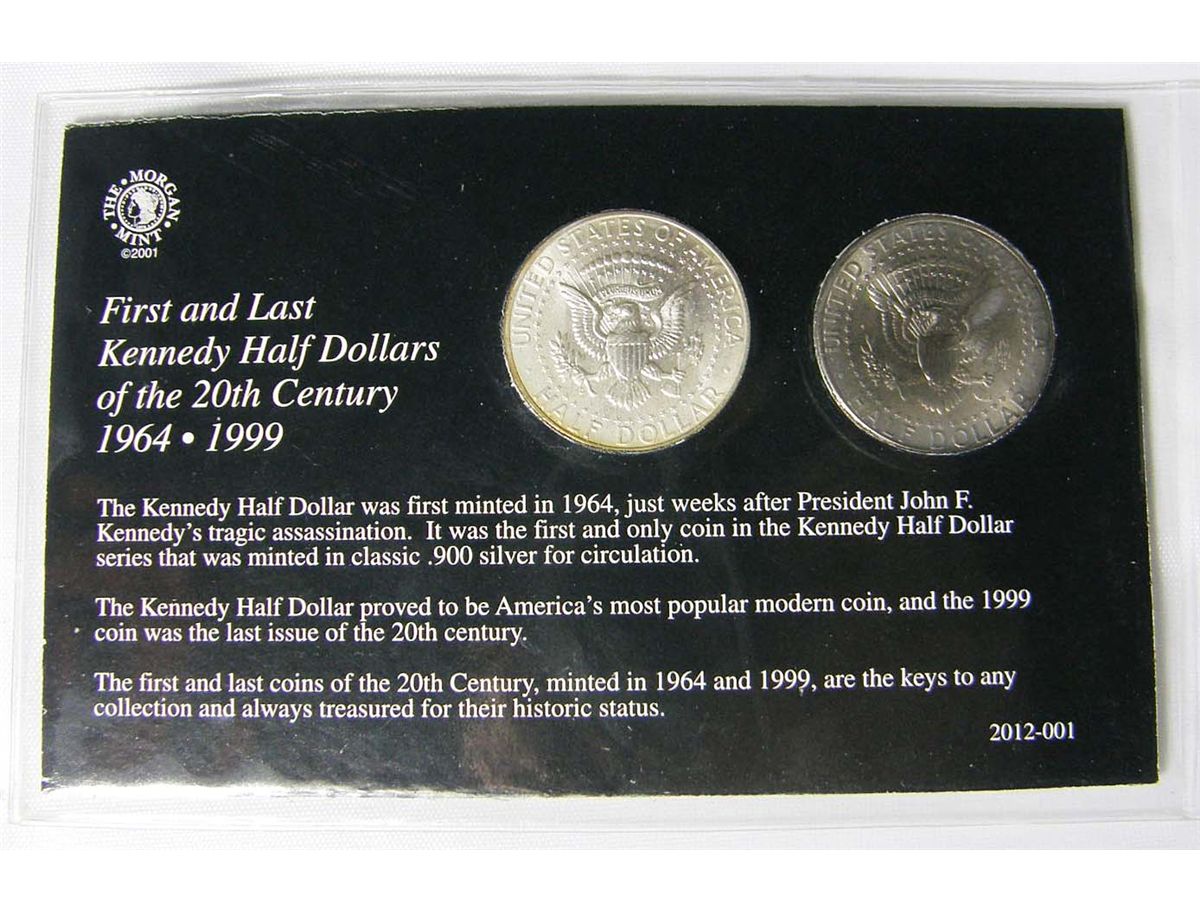 THE • MORGAN • MINT
©2001
First and Last
Kennedy Half Dollars
of the 20th Century
1964 • 1999
UNITED STATES OF AMERICA
HALF DOLLAR
UNITED STATES
HALF DOLLAR
The Kennedy Half Dollar was first minted in 1964, just weeks after President John F.
Kennedy's tragic assassination. It was the first and only coin in the Kennedy Half Dollar
series that was minted in classic .900 silver for circulation.
The Kennedy Half Dollar proved to be America's most popular modern coin, and the 1999
coin was the last issue of the 20th century.
The first and last coins of the 20th Century, minted in 1964 and 1999, are the keys to any
collection and always treasured for their historic status.
2012-001